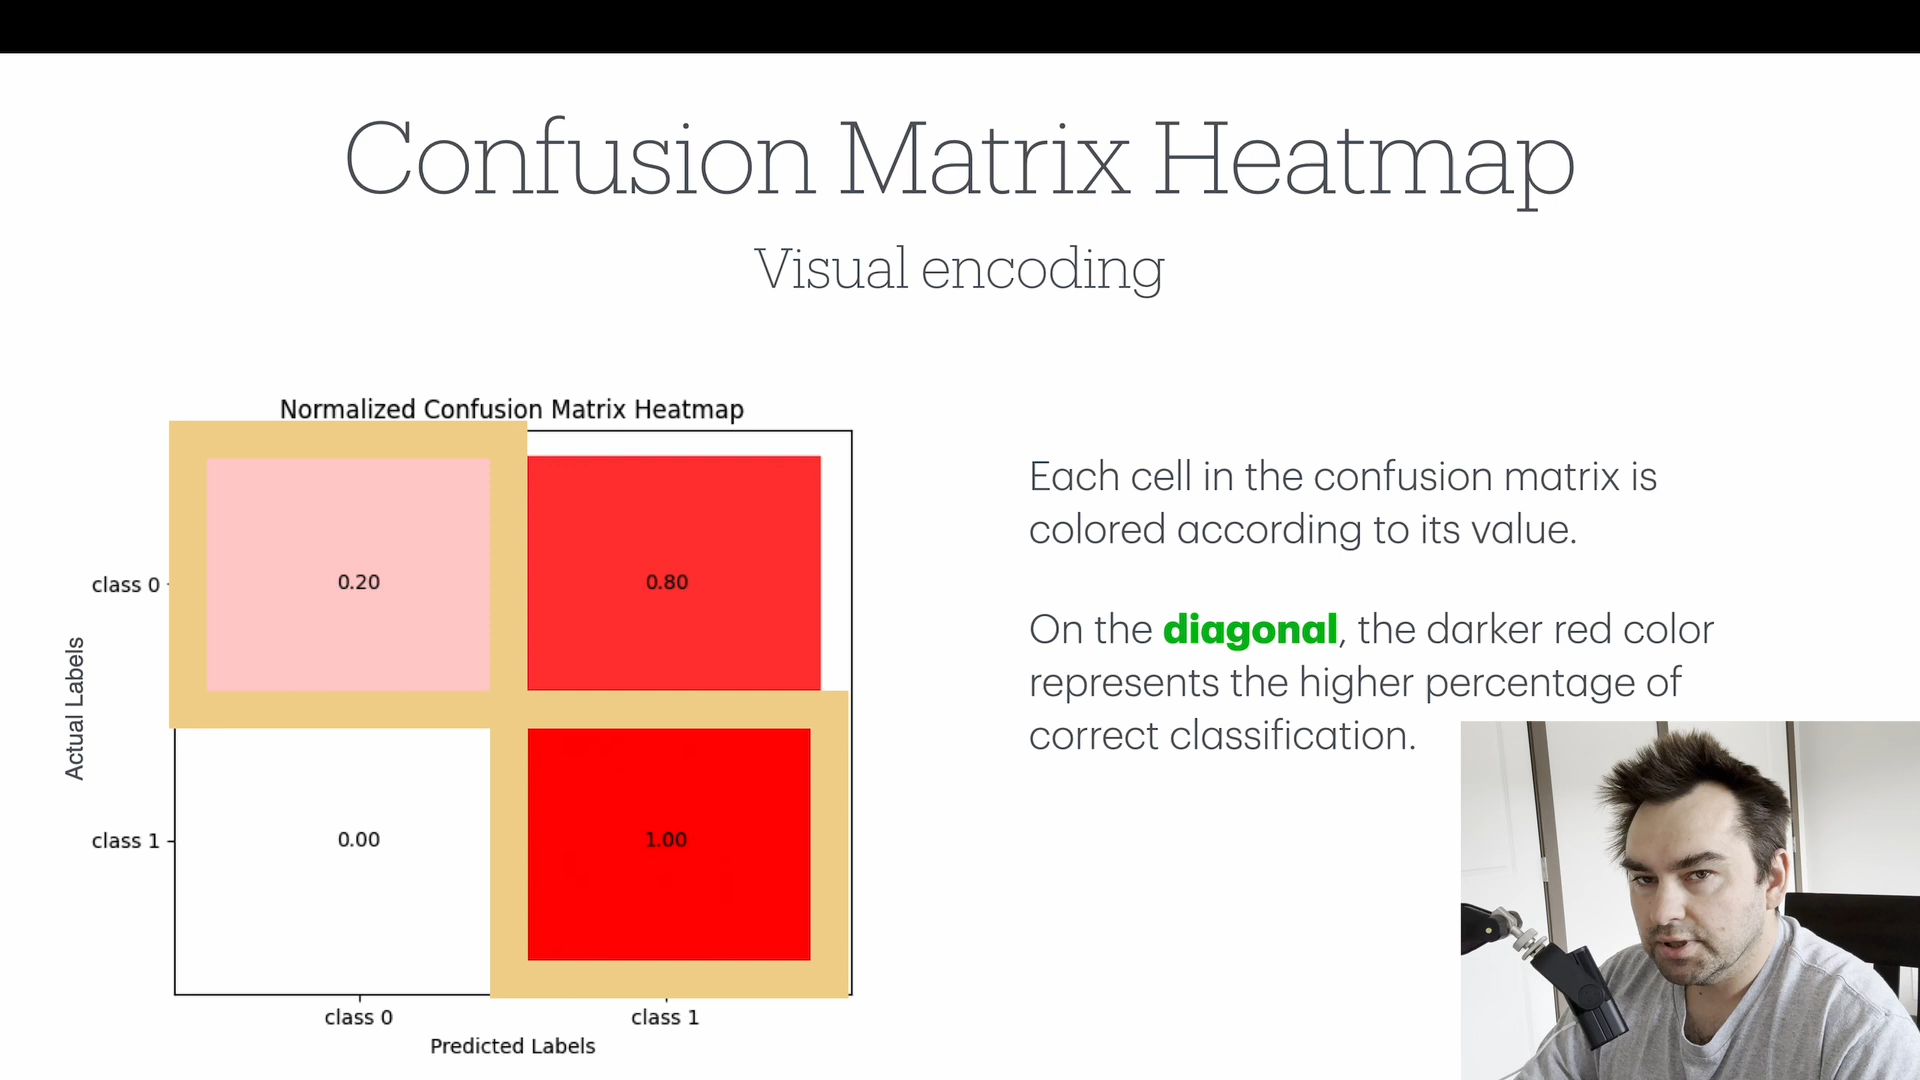 Confusion Matrix Heatmap
Visual encoding
Normalized Confusion Matrix Heatmap
Each cell in the confusion matrix is
colored according to its value.
On the diagonal, the darker red color
represents the higher percentage of
correct classification.
Actual Labels
class 0
0.20
0.80
class 1
0.00
1.00
class 0
class 1
Predicted Labels